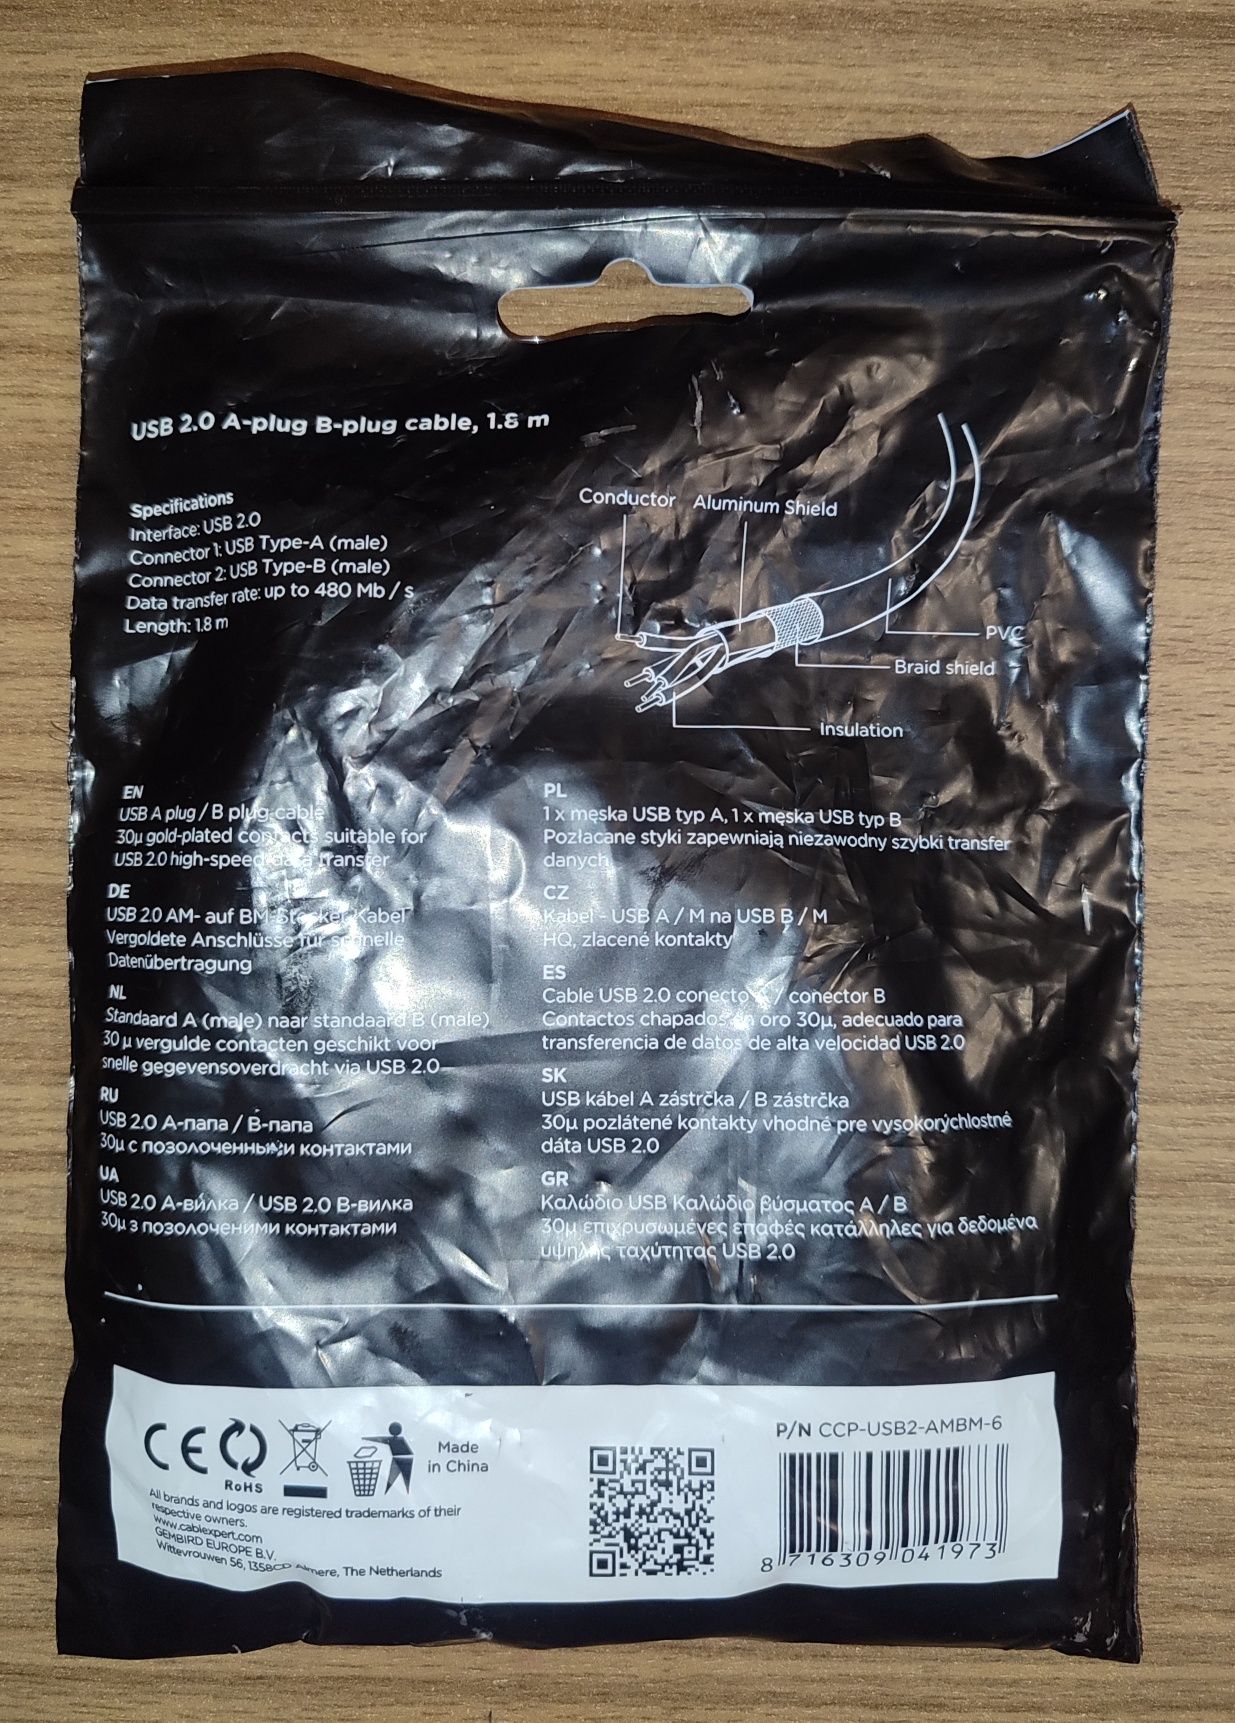 USB 2.0 A-plug B-plug cable, 1.8 m
Specifications
Interface: USB 2.0
Connector 1: USB Type-A (male)
Connector 2: USB Type-B (male)
Data transfer rate: up to 480 Mb / s
Length: 1.8 m
Conductor
Aluminum Shield
PVC
Braid shield
Insulation
EN
USB A plug / B plug cable
30µ gold-plated contacts suitable for
USB 2.0 high-speed data transfer
DE
USB 2.0 AM- auf BM-Stecker Kabel
Vergoldete Anschlüsse für schnelle
Datenübertragung
NL
Standaard A (male) naar standaard B (male)
30 µ vergulde contacten geschikt voor
snelle gegevensoverdracht via USB 2.0
RU
USB 2.0 A-папа / B-папа
30µ с позолоченными контактами
UA
USB 2.0 A-вилка / USB 2.0 B-вилка
30µ з позолоченими контактами
PL
1 x męska USB typ A, 1 x męska USB typ B
Pozłacane styki zapewniają niezawodny szybki transfer
danych
CZ
Kabel - USB A / M na USB B / M
HQ, zlacené kontakty
ES
Cable USB 2.0 conector A / conector B
Contactos chapados en oro 30µ, adecuado para
transferencia de datos de alta velocidad USB 2.0
SK
USB kábel A zástrčka / B zástrčka
30µ pozlátené kontakty vhodné pre vysokorýchlostné
dáta USB 2.0
GR
Καλώδιο USB Καλώδιο βύσματος A / B
30µ επιχρυσωμένες επαφές κατάλληλες για δεδομένα
υψηλής ταχύτητας USB 2.0
CE
RoHS
Made
in China
All brands and logos are registered trademarks of their
respective owners.
www.cablexpert.com
GEMBIRD EUROPE B.V.
Wittevrouwen 56, 1358CD Almere, The Netherlands
P/N CCP-USB2-AMBM-6
8 716309 041973